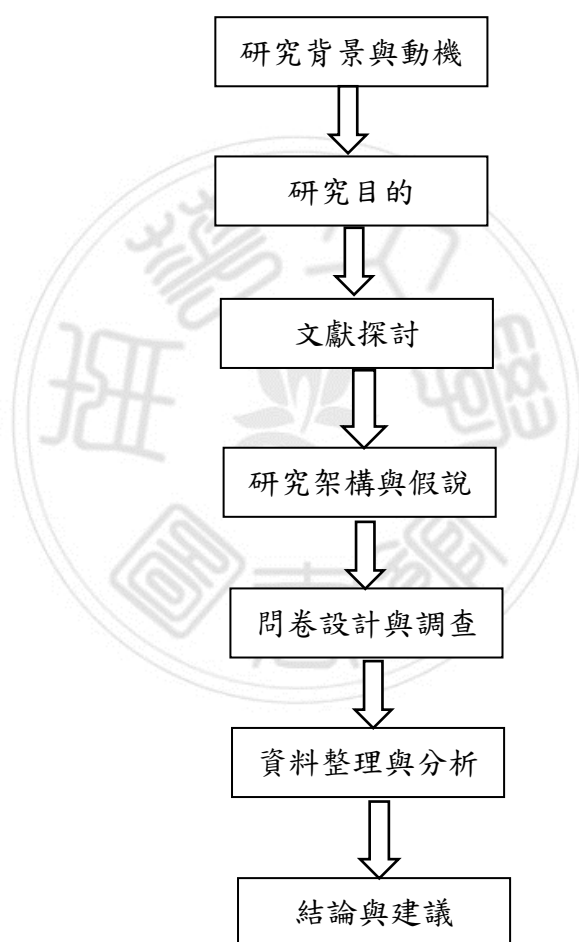 研究背景與動機
研究目的
文獻探討
研究架構與假說
問卷設計與調查
資料整理與分析
結論與建議